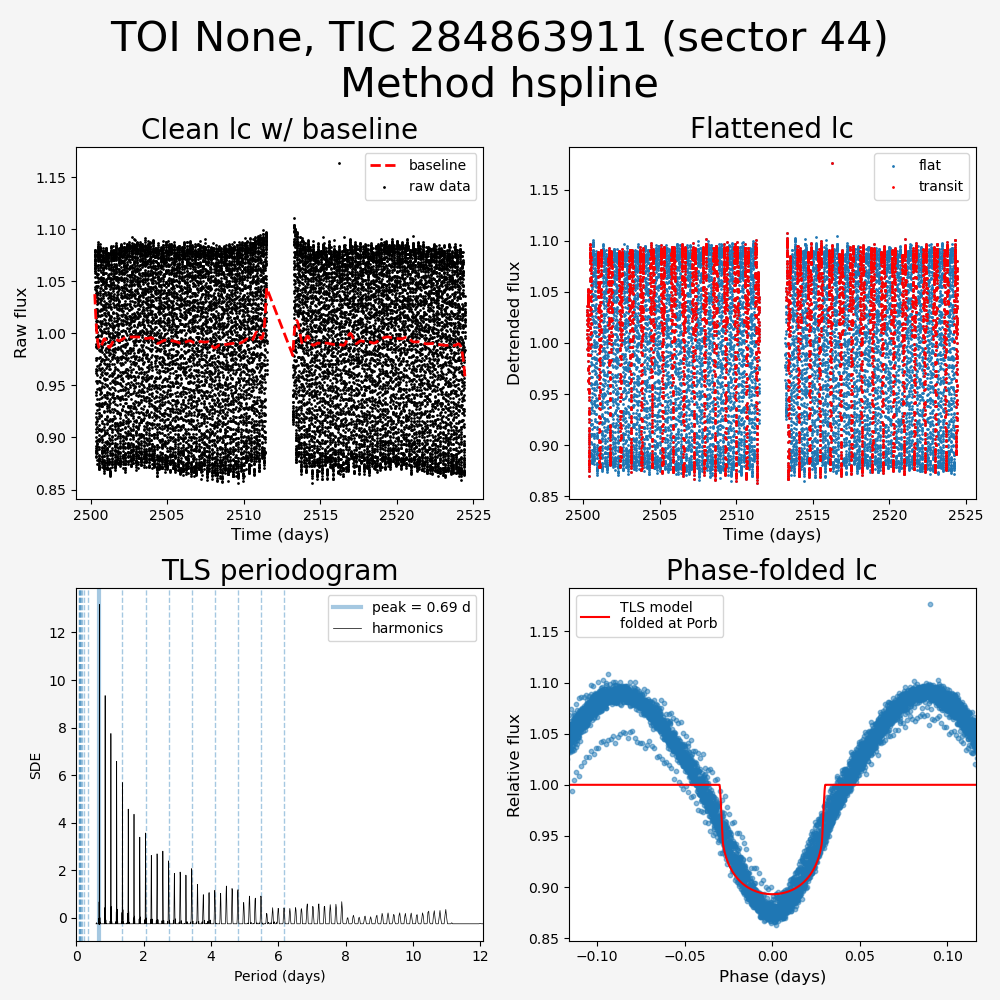 TOI None, TIC 284863911 (sector 44)
Method hspline
Clean lc w/ baseline
baseline
raw data
1.15
1.10
1.05
1.00
0.95
0.90
0.85
Raw flux
2500
2505
2510
2515
2520
2525
Time (days)
Flattened lc
flat
transit
1.15
1.10
1.05
1.00
0.95
0.90
0.85
Detrended flux
2500
2505
2510
2515
2520
2525
Time (days)
TLS periodogram
peak = 0.69 d
harmonics
12
10
8
6
4
2
0
SDE
0
2
4
6
8
10
12
Period (days)
Phase-folded lc
TLS model
folded at Porb
1.15
1.10
1.05
1.00
0.95
0.90
0.85
Relative flux
−0.10
−0.05
0.00
0.05
0.10
Phase (days)